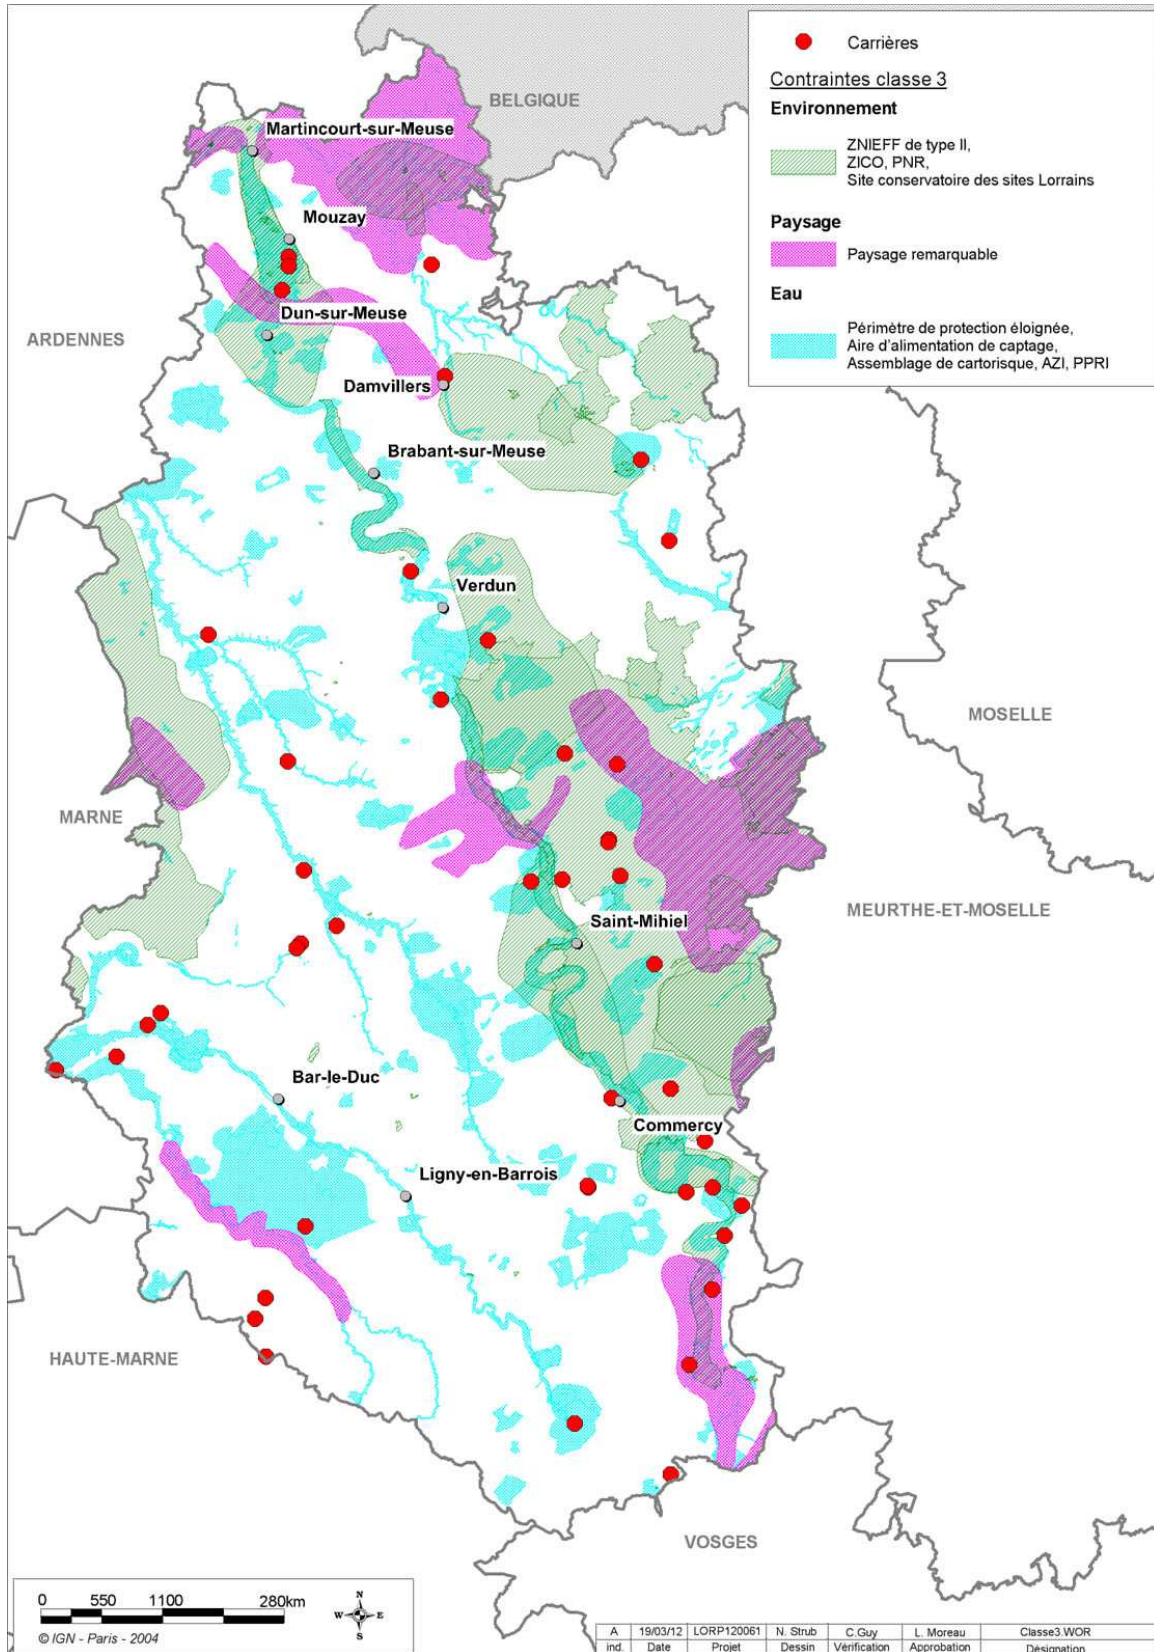 Carrières
Contraintes classe 3
Environnement
ZNIEFF de type II,
ZICO, PNR,
Site conservatoire des sites Lorrains
Paysage
Paysage remarquable
Eau
Périmètre de protection éloignée,
Aire d'alimentation de captage,
Assemblage de cartorisque, AZI, PPRI
BELGIQUE
Martincourt-sur-Meuse
Mouzay
Dun-sur-Meuse
ARDENNES
Damvillers
Brabant-sur-Meuse
Verdun
MOSELLE
MARNE
MEURTHE-ET-MOSELLE
Saint-Mihiel
Bar-le-Duc
Commercy
Ligny-en-Barrois
HAUTE-MARNE
VOSGES
0 550 1100 280km
© IGN - Paris - 2004
N
W E
S
A 19/03/12 LORP120061 N. Strub C.Guy L. Moreau Classe3.WOR
ind. Date Projet Dessin Vérification Approbation Désignation